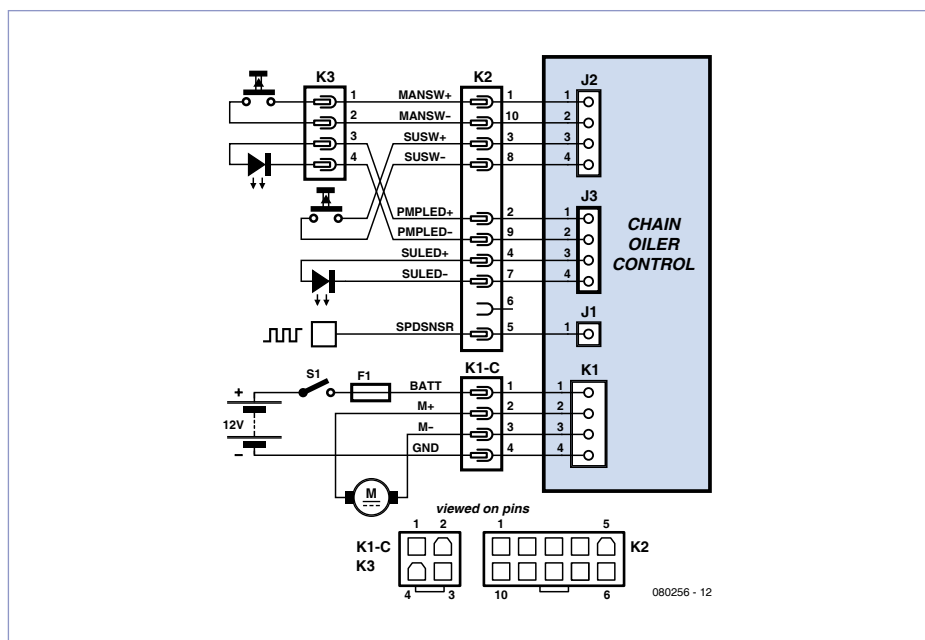 K3
K2
J2
1
MANSW+
1
1
2
MANSW–
10
2
3
SUSW+
3
3
4
SUSW–
8
4
J3
PMPLED+
2
1
PMPLED–
9
2
SULED+
4
3
SULED–
7
4
CHAIN
OILER
CONTROL
6
J1
SPDSNSR
5
1
K1-C
K1
S1
F1
BATT
1
1
+
M+
2
2
12V
M–
3
3
–
GND
4
4
M
viewed on pins
1 2
1 5
K1-C
K2
K3
4 3
10 6
080256 - 12